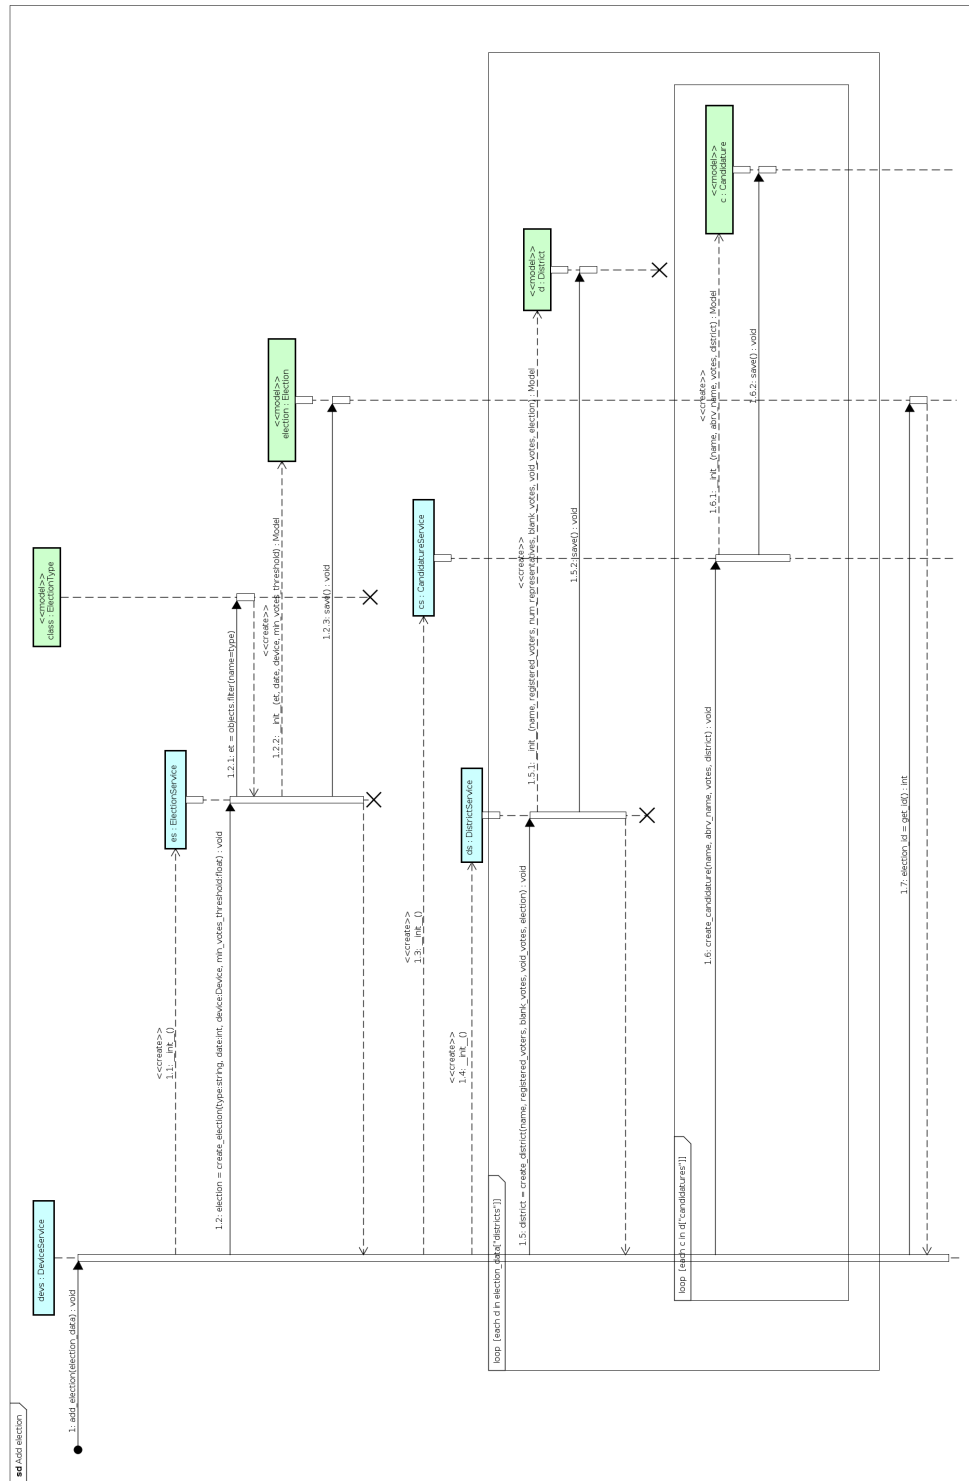 sd Add election
1: add_election(election_data) : void
devs : DeviceService
<<model>>
class : ElectionType
<<create>>
1.1: __init__()
es : ElectionService
1.2: election = create_election(type:string, date:int, device:Device, min_votes_threshold:float) : void
1.2.1: et = objects.filter(name=type)
<<create>>
1.2.2: __init__(et, date, device, min_votes_threshold) : Model
<<model>>
election : Election
1.2.3: save() : void
<<create>>
1.3: __init__()
cs : CandidatureService
<<create>>
1.4: __init__()
ds : DistrictService
loop [each d in election_data["districts"]]
1.5: district = create_district(name, registered_voters, blank_votes, void_votes, election) : void
<<create>>
1.5.1: __init__(name, registered_voters, num_representatives, blank_votes, void_votes, election) : Model
<<model>>
d : District
1.5.2: save() : void
loop [each c in d["candidatures"]]
1.6: create_candidature(name, abrv_name, votes, district) : void
<<create>>
1.6.1: __init__(name, abrv_name, votes, district) : Model
<<model>>
c : Candidature
1.6.2: save() : void
1.7: election_id = get_id() : int